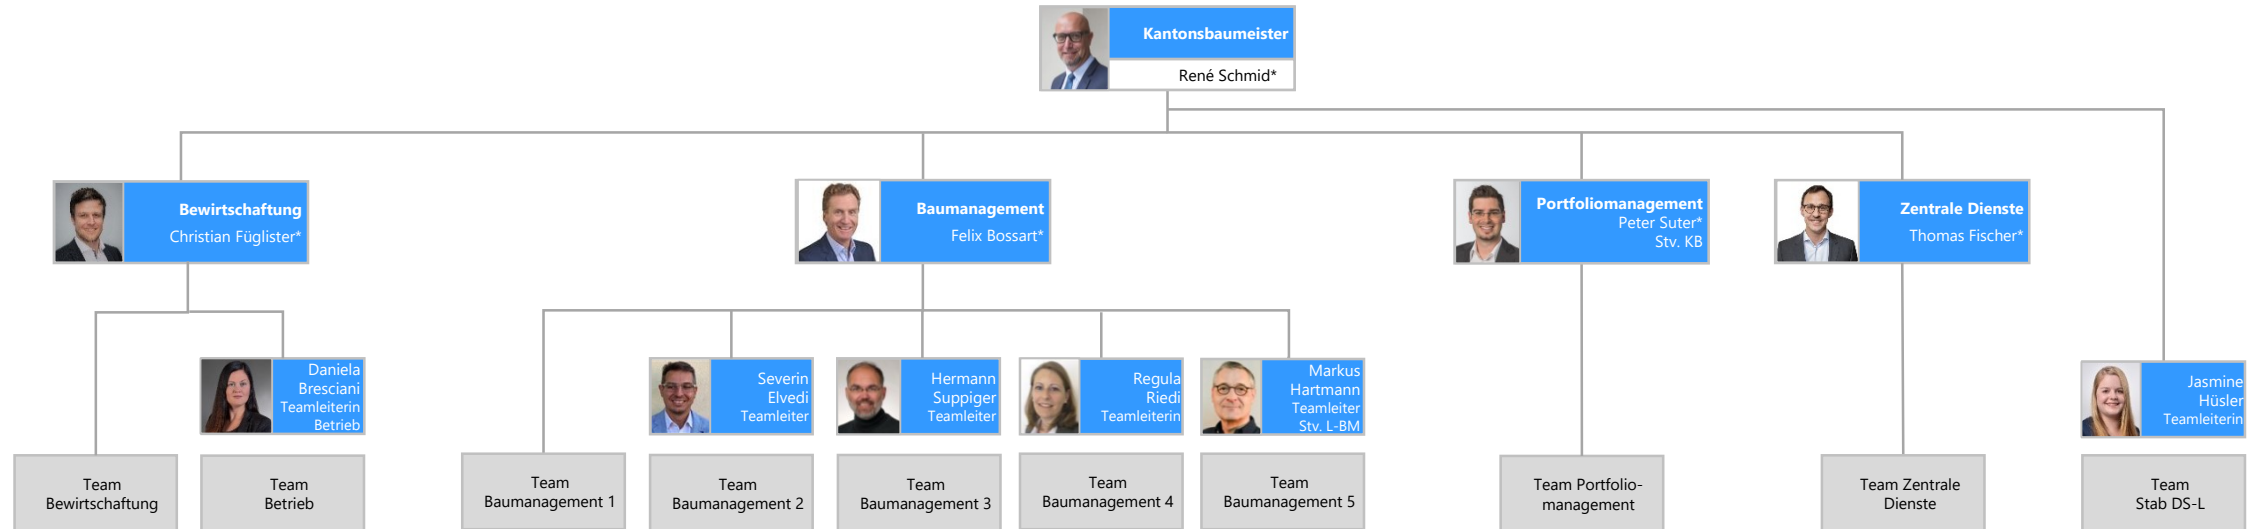 Kantonsbaumeister
René Schmid*
Bewirtschaftung
Christian Füglister*
Baumanagement
Felix Bossart*
Portfoliomanagement
Peter Suter*
Stv. KB
Zentrale Dienste
Thomas Fischer*
Daniela
Bresciani
Teamleiterin
Betrieb
Severin
Elvedi
Teamleiter
Hermann
Suppiger
Teamleiter
Regula
Riedi
Teamleiterin
Markus
Hartmann
Teamleiter
Stv. L-BM
Jasmine
Hüsler
Teamleiterin
Team
Bewirtschaftung
Team
Betrieb
Team
Baumanagement 1
Team
Baumanagement 2
Team
Baumanagement 3
Team
Baumanagement 4
Team
Baumanagement 5
Team Portfolio-
management
Team Zentrale
Dienste
Team
Stab DS-L